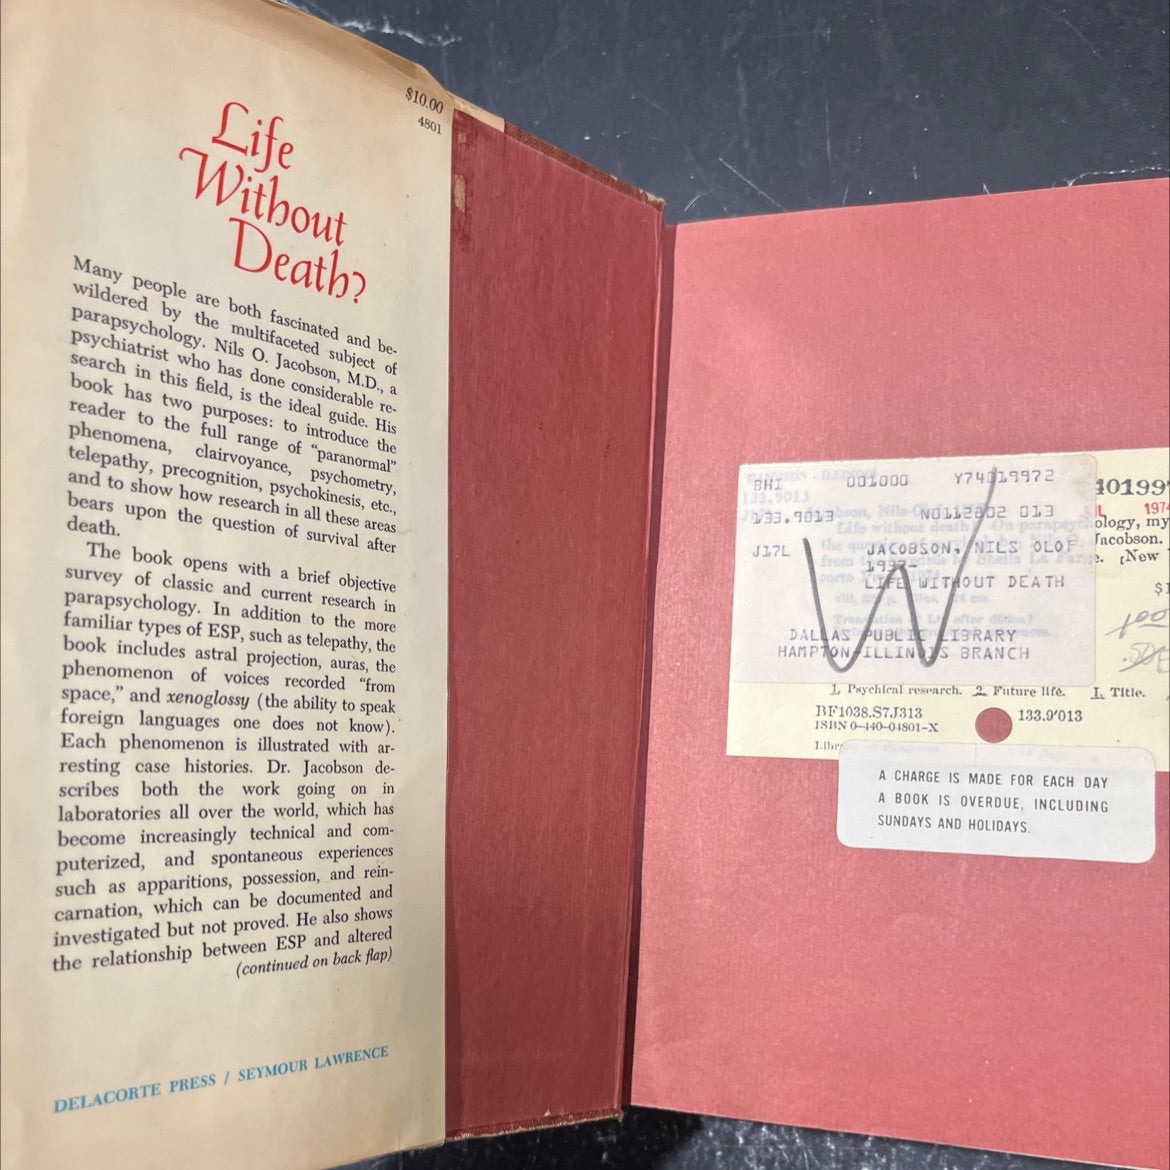 $10.00
4801
Life
Without
Death?
Many people are both fascinated and be-
wildered by the multifaceted subject of
parapsychology. Nils O. Jacobson, M.D., a
psychiatrist who has done considerable re-
search in this field, is the ideal guide. His
book has two purposes: to introduce the
reader to the full range of “paranormal”
phenomena, clairvoyance, psychometry,
telepathy, precognition, psychokinesis, etc.,
and to show how research in all these areas
bears upon the question of survival after
death.
The book opens with a brief objective
survey of classic and current research in
parapsychology. In addition to the more
familiar types of ESP, such as telepathy, the
book includes astral projection, auras, the
phenomenon of voices recorded “from
space,” and xenoglossy (the ability to speak
foreign languages one does not know).
Each phenomenon is illustrated with ar-
resting case histories. Dr. Jacobson de-
scribes both the work going on in
laboratories all over the world, which has
become increasingly technical and com-
puterized, and spontaneous experiences
such as apparitions, possession, and rein-
carnation, which can be documented and
investigated but not proved. He also shows
the relationship between ESP and altered
(continued on back flap)
DELACORTE PRESS / SEYMOUR LAWRENCE
BHI 001000 Y74019972
133.9013 N0112802 013
J17L JACOBSON, NILS OLOF
1937-
LIFE WITHOUT DEATH
DALLAS PUBLIC LIBRARY
HAMPTON-ILLINOIS BRANCH
W
40199
L 1974
ology, my
Jacobson.
e. [New
$1
1. Psychical research. 2. Future life. I. Title.
BF1038.S7J313 133.9'013
ISBN 0-440-04801-X
Libr
A CHARGE IS MADE FOR EACH DAY
A BOOK IS OVERDUE, INCLUDING
SUNDAYS AND HOLIDAYS.